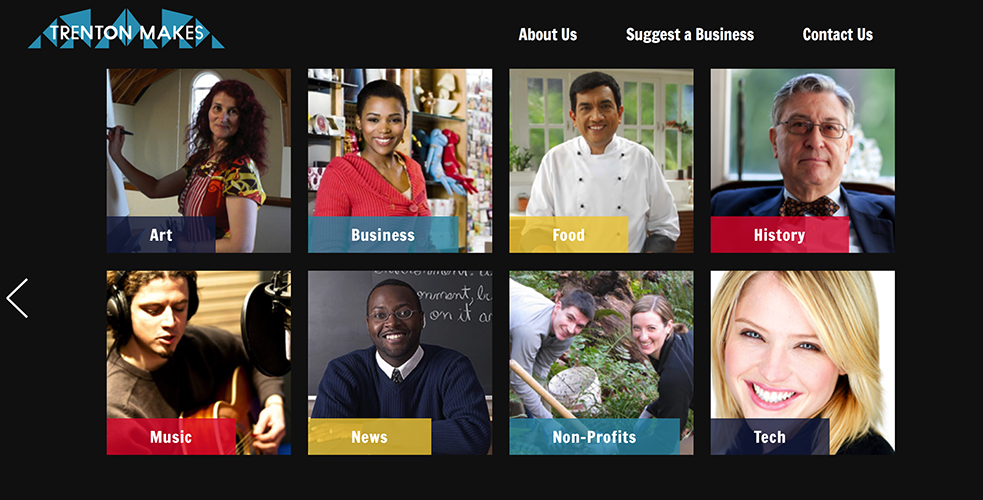 TRENTON MAKES
About Us
Suggest a Business
Contact Us
Art
Business
Food
History
Music
News
Non-Profits
Tech